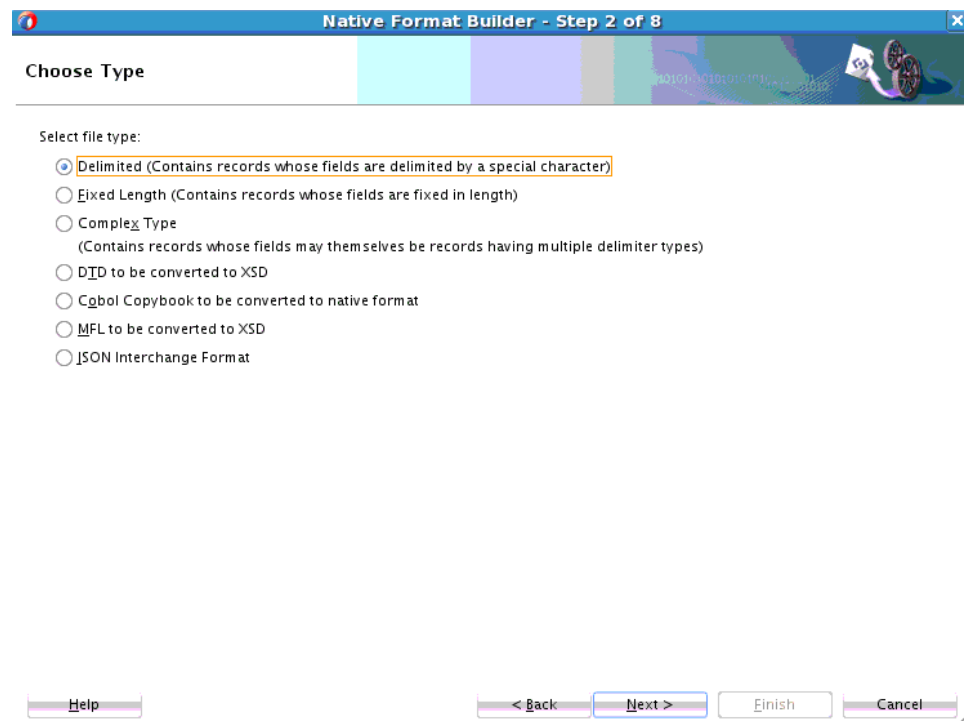 Native Format Builder - Step 2 of 8
Choose Type
Select file type:
Delimited (Contains records whose fields are delimited by a special character)
Fixed Length (Contains records whose fields are fixed in length)
Complex Type
(Contains records whose fields may themselves be records having multiple delimiter types)
DTD to be converted to XSD
Cobol Copybook to be converted to native format
MFL to be converted to XSD
JSON Interchange Format
Help
< Back
Next >
Finish
Cancel